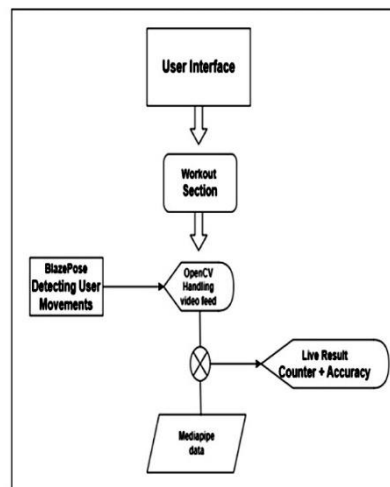 User Interface
Workout
Section
BlazePose
Detecting User
Movements
OpenCV
Handling
video feed
Live Result
Counter + Accuracy
Mediapipe
data